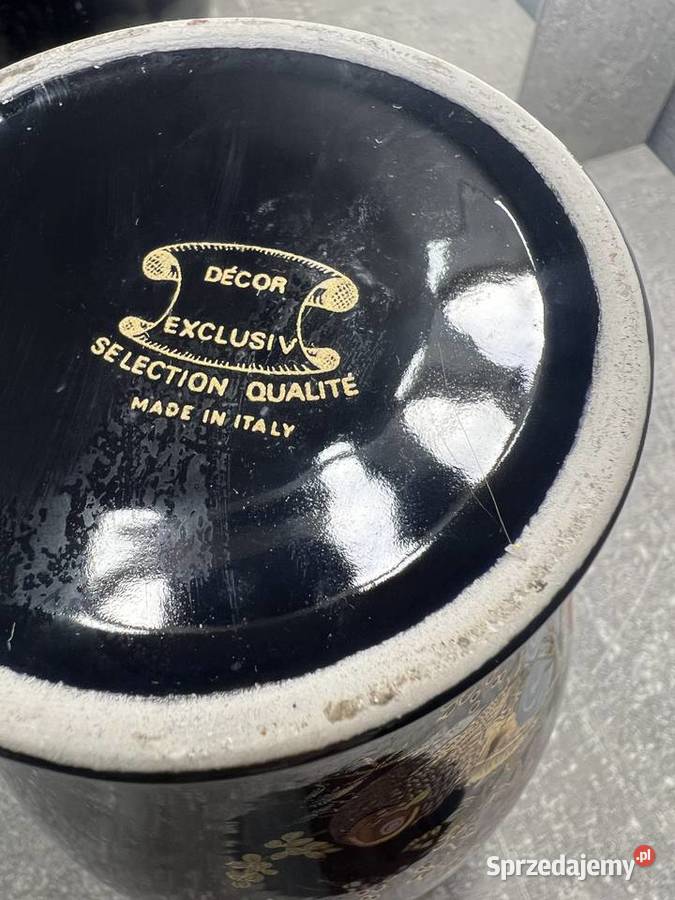 DÉCOR
EXCLUSIV
SELECTION QUALITÉ
MADE IN ITALY
Sprzedajemy.pl